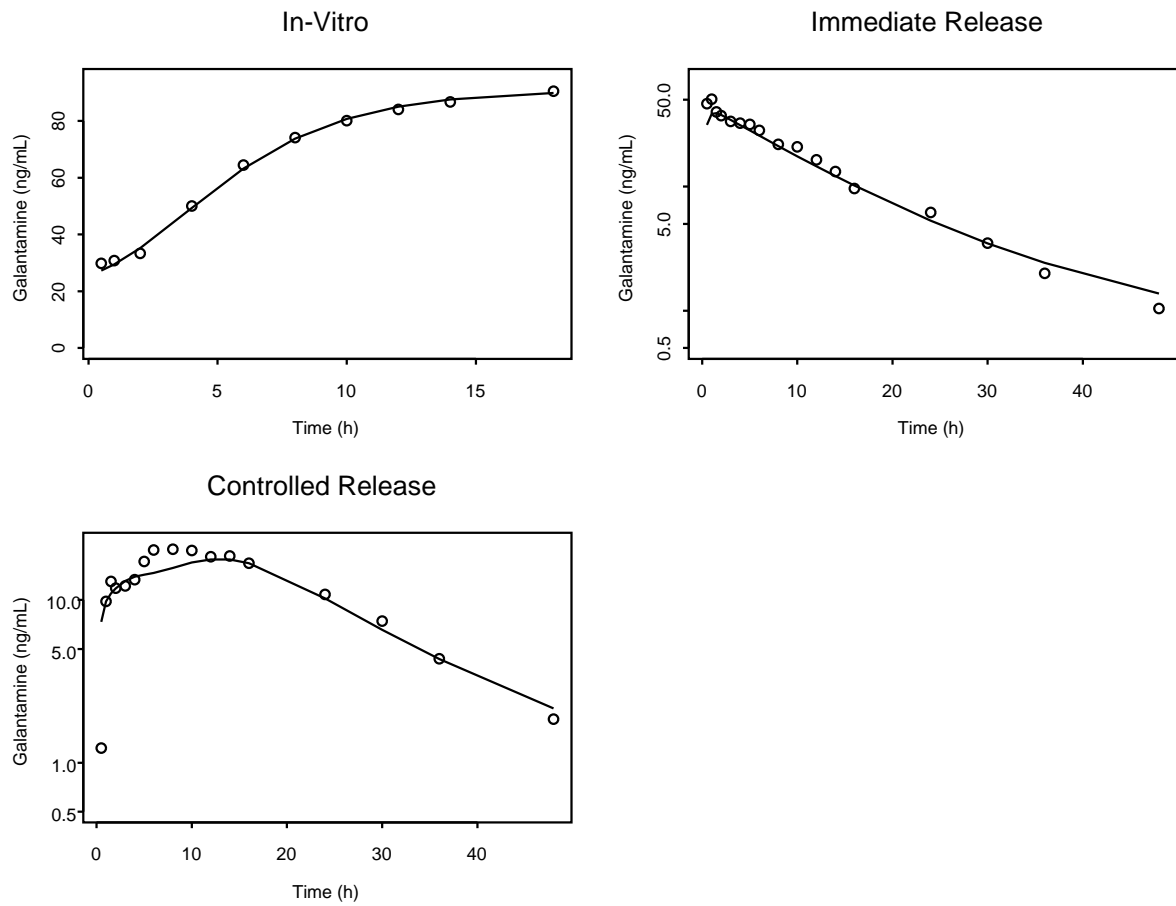 In-Vitro
Galantamine (ng/mL)
80
60
40
20
0
0 5 10 15
Time (h)
Immediate Release
Galantamine (ng/mL)
50.0
5.0
0.5
0 10 20 30 40
Time (h)
Controlled Release
Galantamine (ng/mL)
10.0
5.0
1.0
0.5
0 10 20 30 40
Time (h)